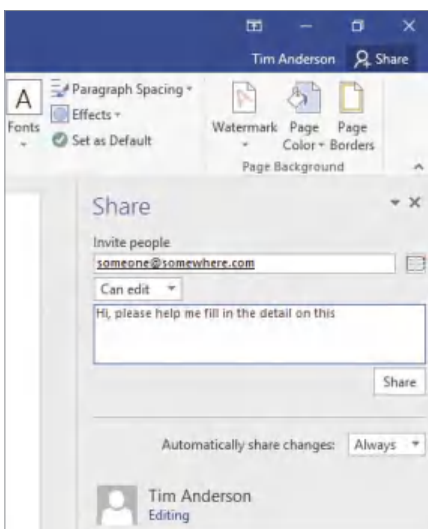 Tim Anderson Share
A Paragraph Spacing
Effects
Fonts Set as Default
Watermark Page Page
Color Borders
Page Background
Share
Invite people
someone@somewhere.com
Can edit
Hi, please help me fill in the detail on this
Share
Automatically share changes: Always
Tim Anderson
Editing